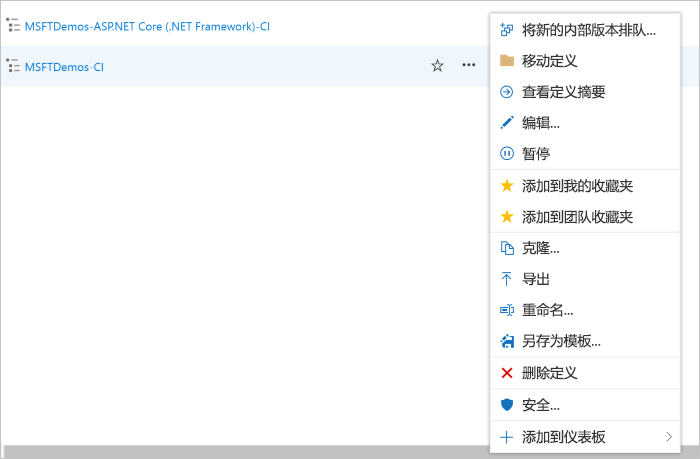 MSFTDemos-ASP.NET Core (.NET Framework)-CI
MSFTDemos-CI
将新的内部版本排队...
移动定义
查看定义摘要
编辑...
暂停
添加到我的收藏夹
添加到团队收藏夹
克隆...
导出
重命名...
另存为模板...
删除定义
安全...
添加到仪表板